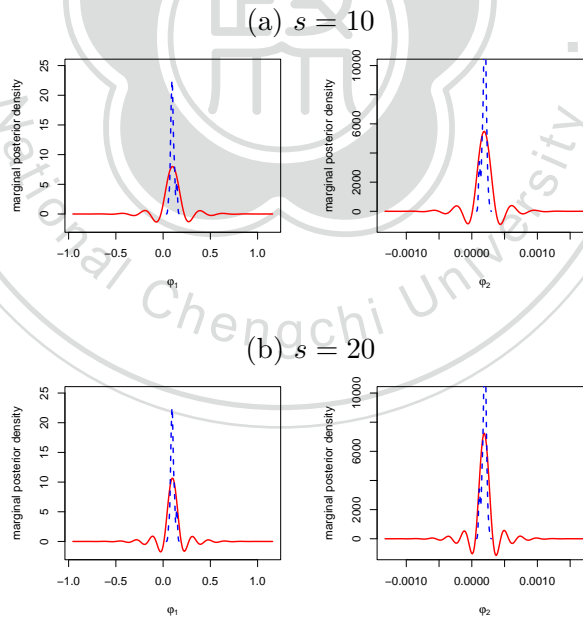 (a) s = 10
marginal posterior density
0 5 10 15 20 25
−1.0 −0.5 0.0 0.5 1.0
φ1
marginal posterior density
0 2000 6000 10000
−0.0010 0.0000 0.0010
φ2
National Chengchi University
(b) s = 20
marginal posterior density
0 5 10 15 20 25
−1.0 −0.5 0.0 0.5 1.0
φ1
marginal posterior density
0 2000 6000 10000
−0.0010 0.0000 0.0010
φ2